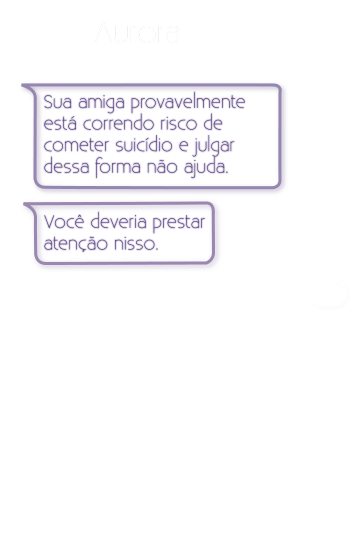 Aurora
Sua amiga provavelmente
está correndo risco de
cometer suicídio e julgar
dessa forma não ajuda.
Você deveria prestar
atenção nisso.